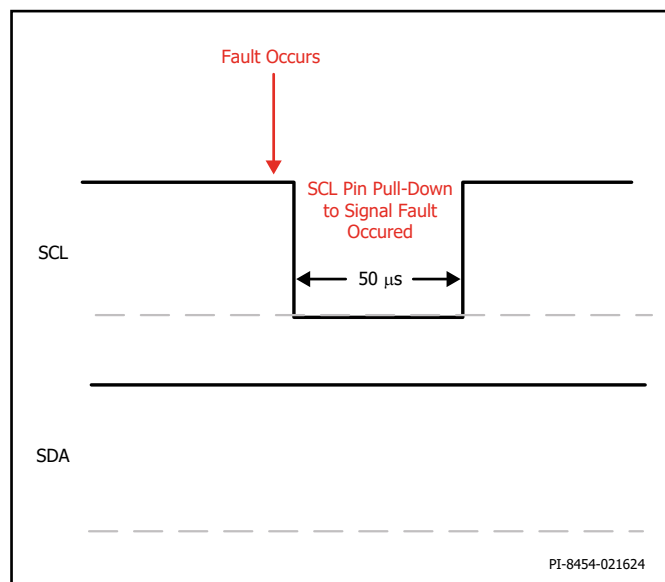 Fault Occurs
SCL Pin Pull-Down
to Signal Fault
Occured
SCL
50 μs
SDA
PI-8454-021624